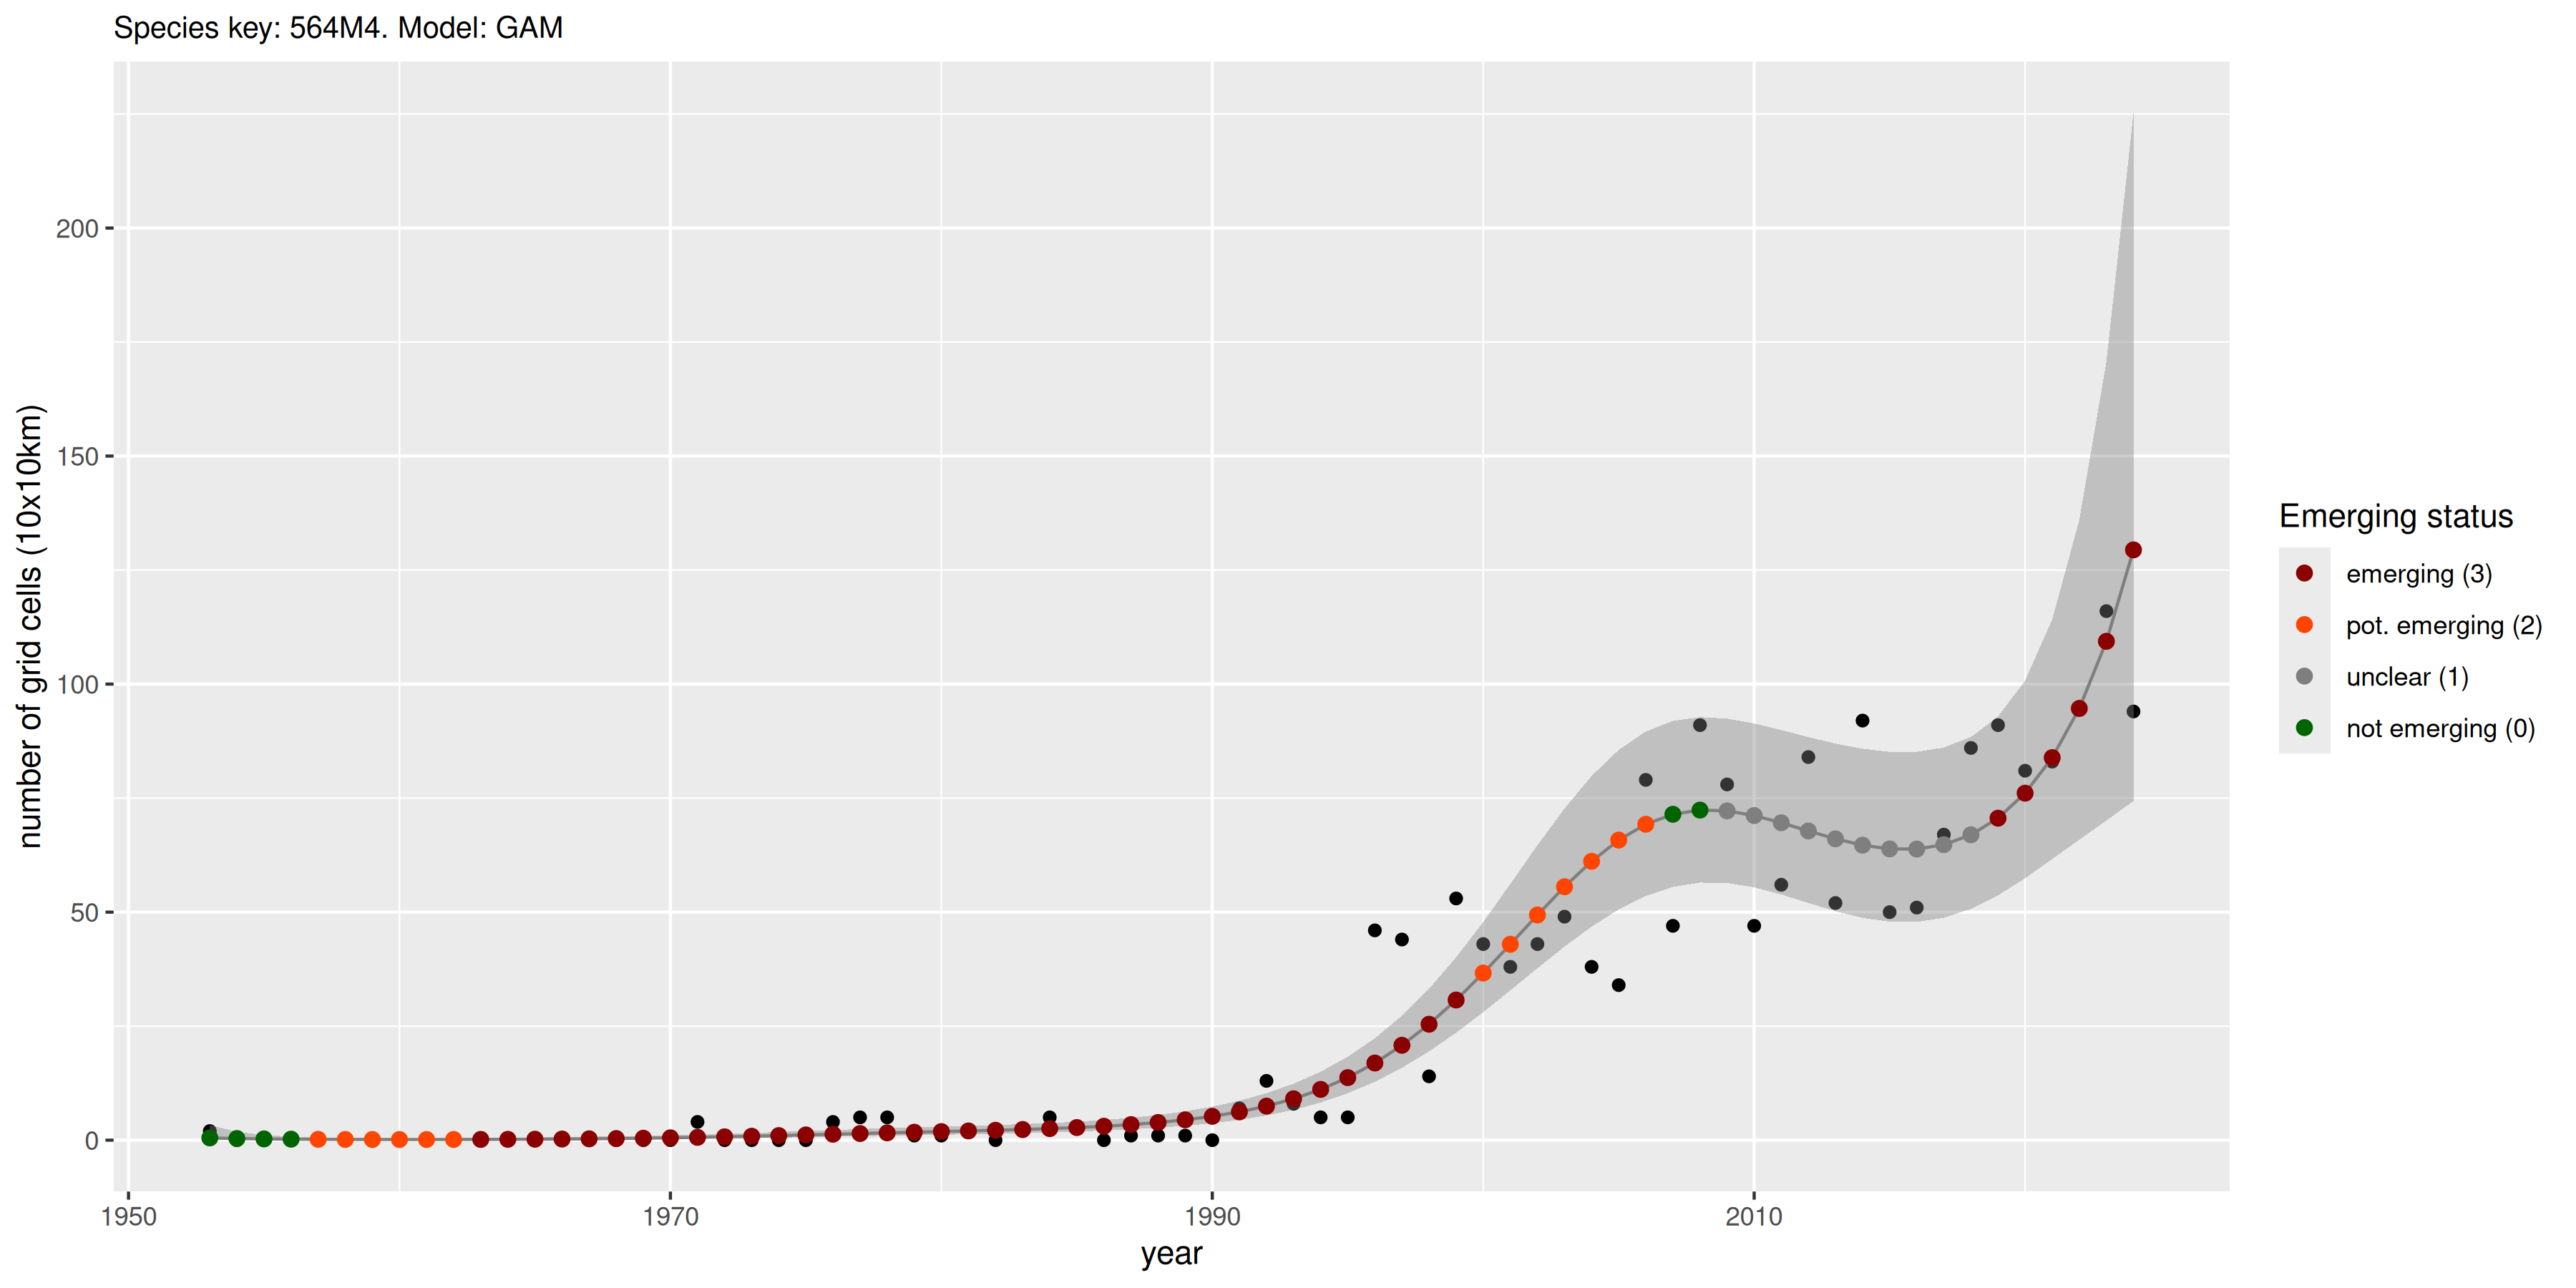 Species key: 564M4. Model: GAM
number of grid cells (10x10km)
200
150
100
50
0
1950
1970
1990
2010
year
Emerging status
emerging (3)
pot. emerging (2)
unclear (1)
not emerging (0)